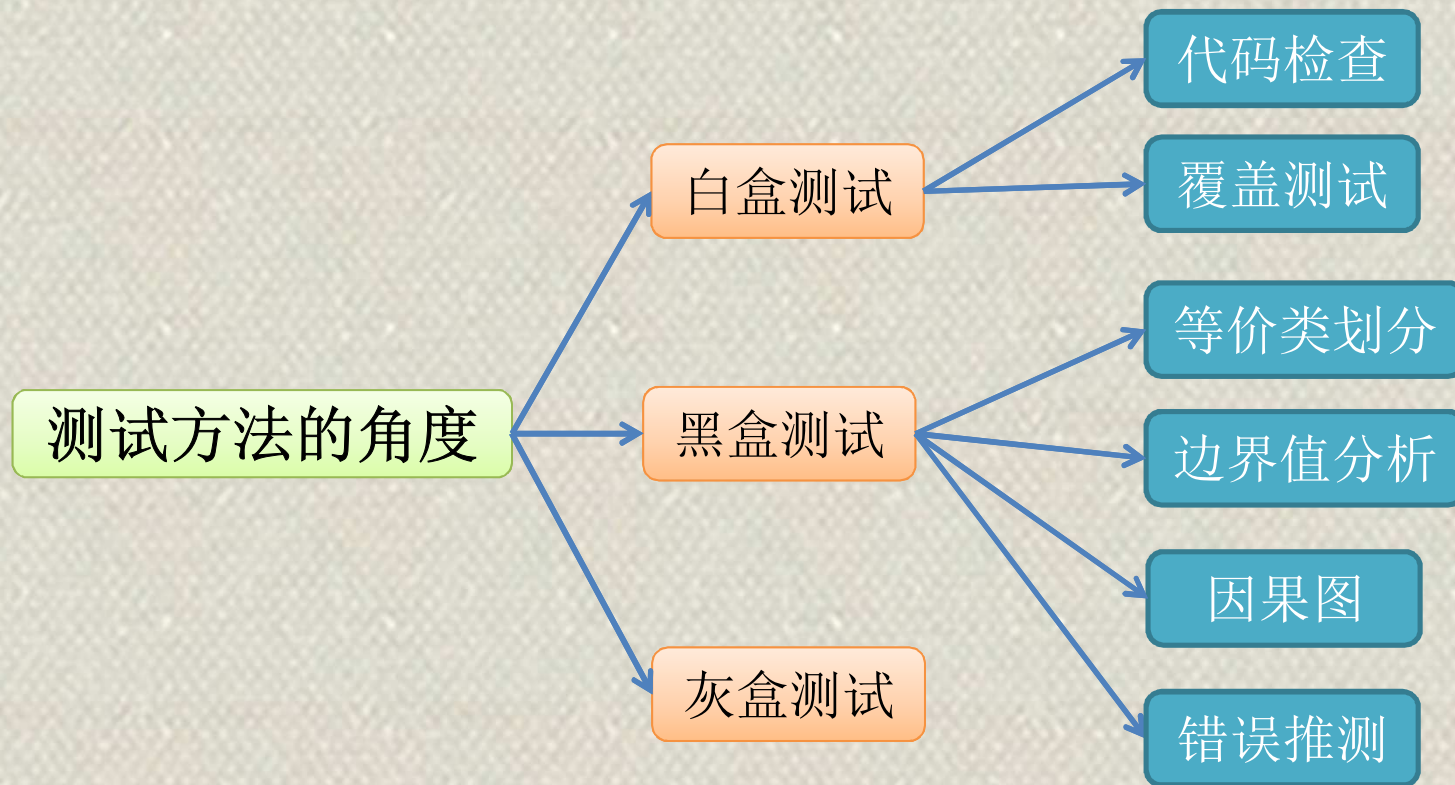 测试方法的角度
白盒测试
代码检查
覆盖测试
黑盒测试
等价类划分
边界值分析
因果图
错误推测
灰盒测试